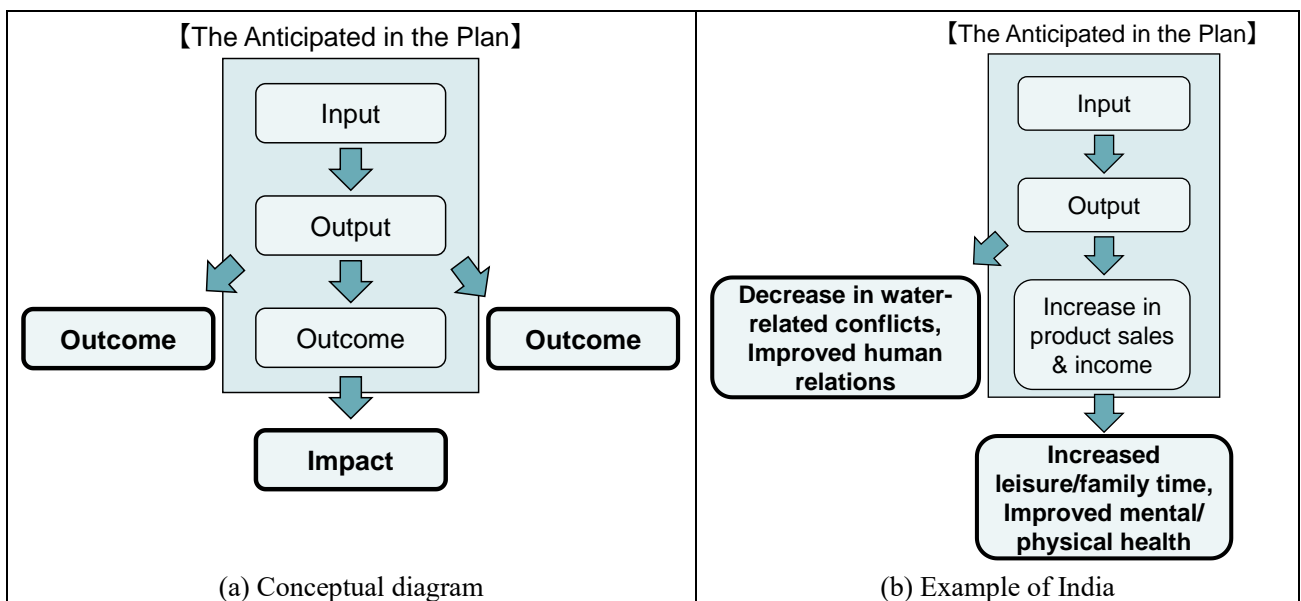 【The Anticipated in the Plan】
Input
Output
Outcome
Outcome
Outcome
Impact
(a) Conceptual diagram
【The Anticipated in the Plan】
Input
Output
Decrease in water-
related conflicts,
Improved human
relations
Increase in
product sales
& income
Increased
leisure/family time,
Improved mental/
physical health
(b) Example of India